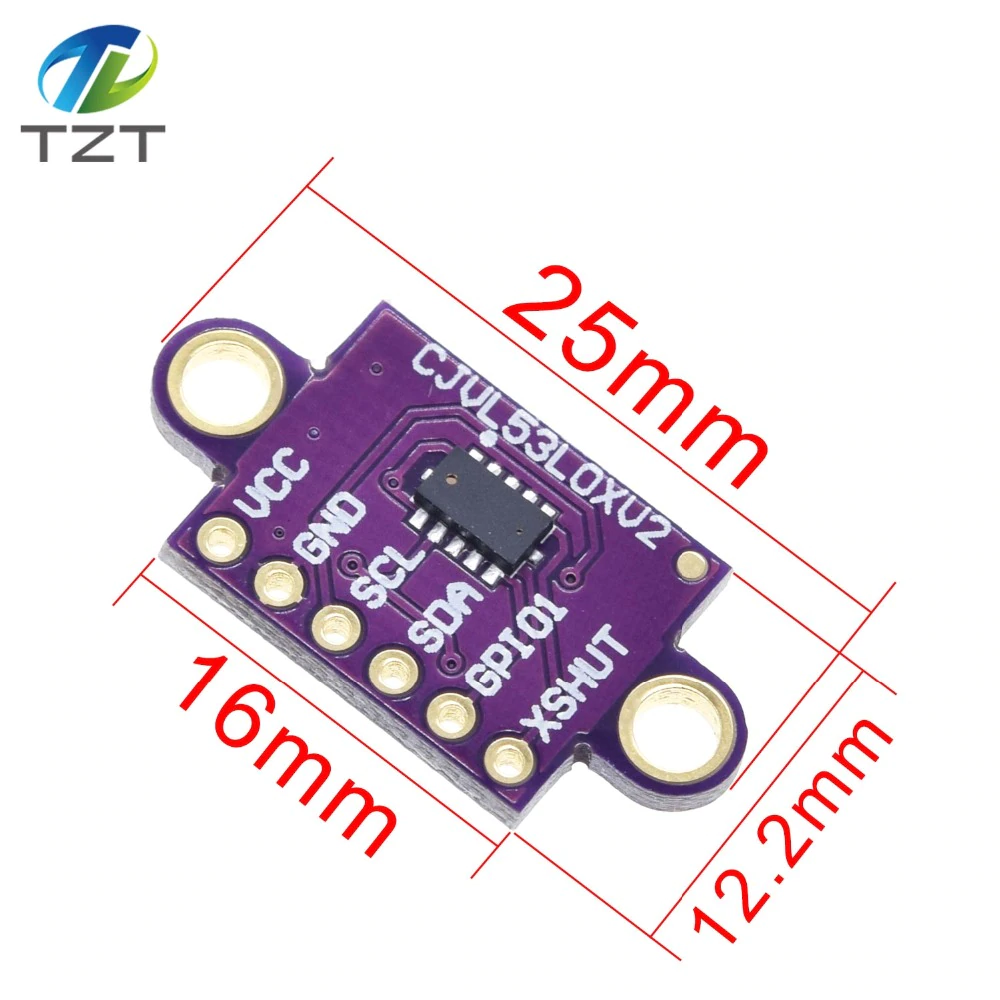 TZT
25mm
CJVL53L0XV2
VCC
GND
SCL
SDA
GPIO1
XSHUT
16mm
12.2mm